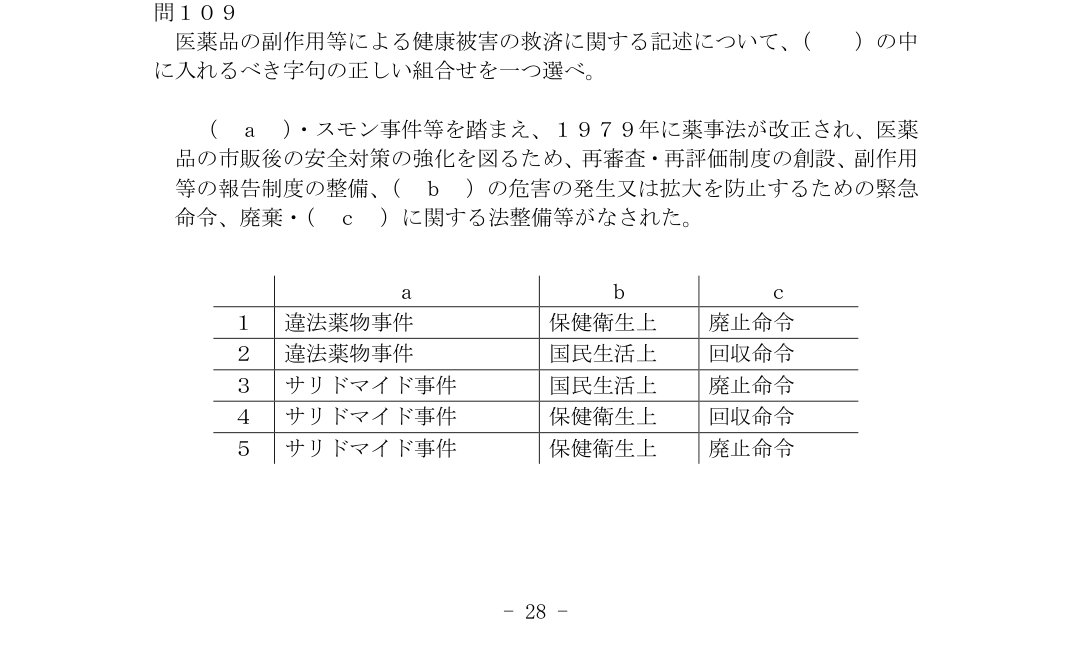 問１０９
医薬品の副作用等による健康被害の救済に関する記述について、（　　）の中
に入れるべき字句の正しい組合せを一つ選べ。
（　ａ　）・スモン事件等を踏まえ、１９７９年に薬事法が改正され、医薬
品の市販後の安全対策の強化を図るため、再審査・再評価制度の創設、副作用
等の報告制度の整備、（　ｂ　）の危害の発生又は拡大を防止するための緊急
命令、廃棄・（　ｃ　）に関する法整備等がなされた。
ａ　ｂ　ｃ
１　違法薬物事件　保健衛生上　廃止命令
２　違法薬物事件　国民生活上　回収命令
３　サリドマイド事件　国民生活上　廃止命令
４　サリドマイド事件　保健衛生上　回収命令
５　サリドマイド事件　保健衛生上　廃止命令
－ 28 －